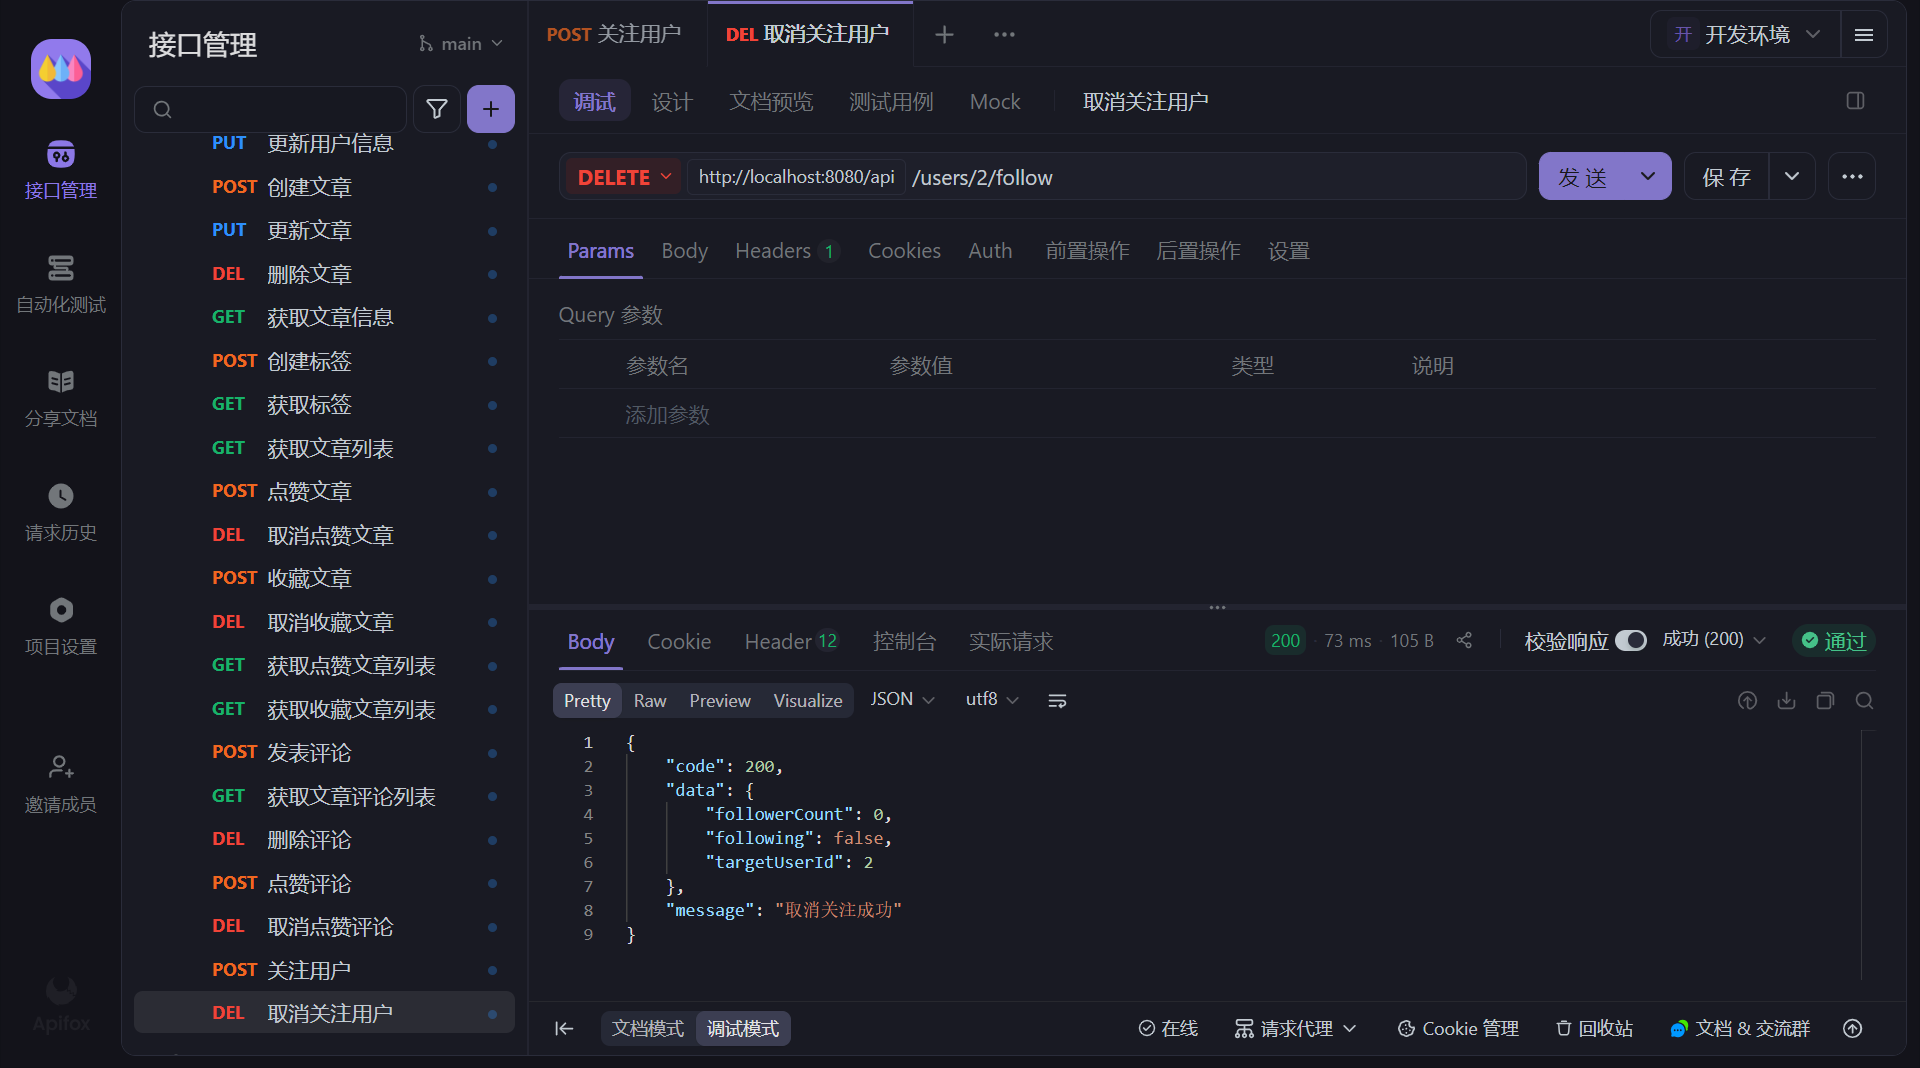 接口管理
自动化测试
分享文档
请求历史
项目设置
邀请成员
Apifox
接口管理
main
PUT 更新用户信息
POST 创建文章
PUT 更新文章
DEL 删除文章
GET 获取文章信息
POST 创建标签
GET 获取标签
GET 获取文章列表
POST 点赞文章
DEL 取消点赞文章
POST 收藏文章
DEL 取消收藏文章
GET 获取点赞文章列表
GET 获取收藏文章列表
POST 发表评论
GET 获取文章评论列表
DEL 删除评论
POST 点赞评论
DEL 取消点赞评论
POST 关注用户
DEL 取消关注用户
POST 关注用户
DEL 取消关注用户
开 开发环境
调试 设计 文档预览 测试用例 Mock 取消关注用户
DELETE http://localhost:8080/api /users/2/follow 发 送 保 存
Params Body Headers 1 Cookies Auth 前置操作 后置操作 设置
Query 参数
参数名 参数值 类型 说明
添加参数
Body Cookie Header 12 控制台 实际请求 200 · 73 ms · 105 B 校验响应 成功 (200) 通过
Pretty Raw Preview Visualize JSON utf8
1 {
2 "code": 200,
3 "data": {
4 "followerCount": 0,
5 "following": false,
6 "targetUserId": 2
7 },
8 "message": "取消关注成功"
9 }
文档模式 调试模式 在线 请求代理 Cookie 管理 回收站 文档 & 交流群